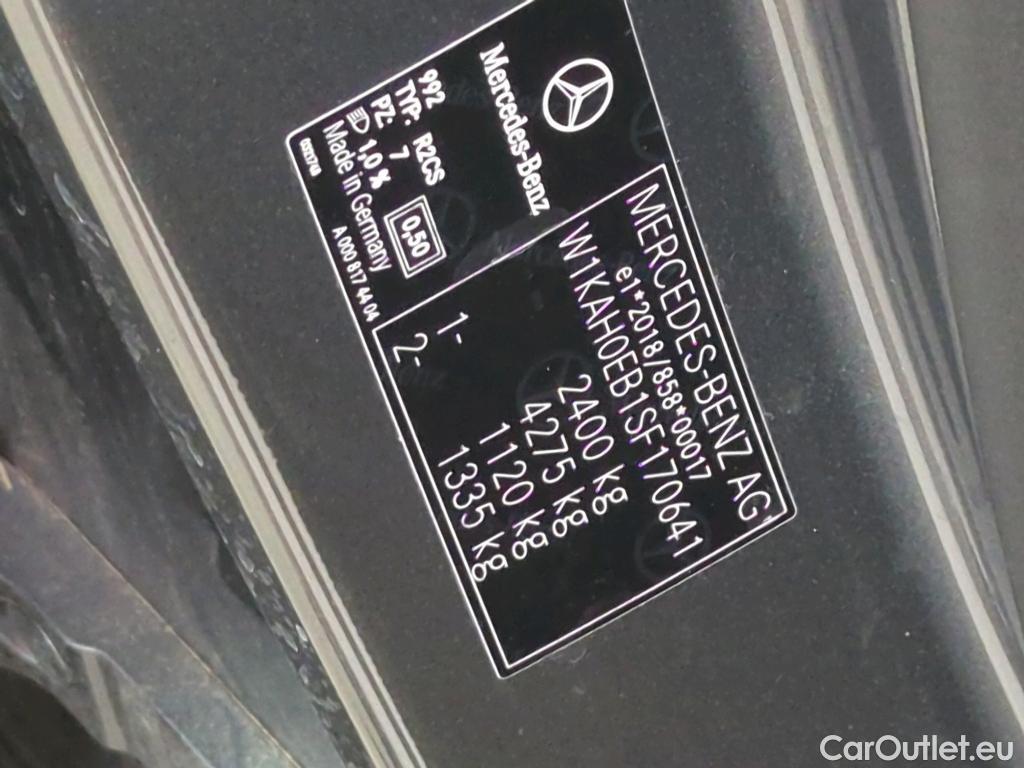 Mercedes-Benz
MERCEDES-BENZ AG
e1*2018/858*00017
W1KAH0EB1SF170641
2400 kg
4275 kg
1- 1120 kg
2- 1335 kg
992
TYP: R2CS
PZ: 7
1,0 %
0,50
Made in Germany
A 000 817 44 04
CarOutlet.eu